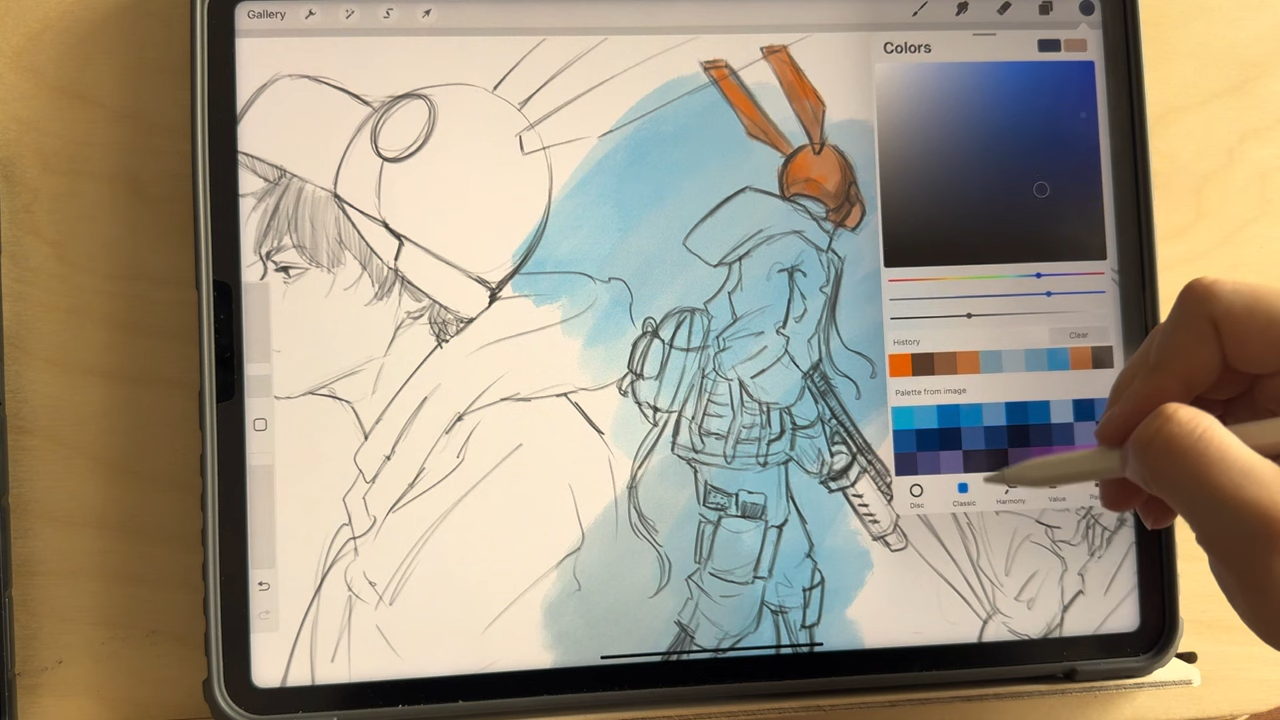 Gallery
Colors
History
Clear
Palette from image
Disc
Classic
Harmony
Value